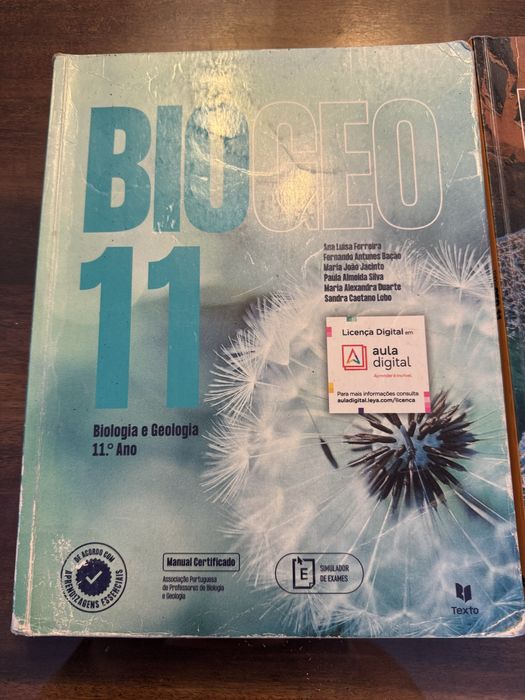 BIOGEO
11
Ana Luísa Ferreira
Fernando Antunes Bação
Maria João Jacinto
Paula Almeida Silva
Maria Alexandra Duarte
Sandra Caetano Lobo
Licença Digital em
aula
digital
Aprender é incrível.
Para mais informações consulta
auladigital.leya.com/licenca
Biologia e Geologia
11.º Ano
DE ACORDO COM
APRENDIZAGENS ESSENCIAIS
Manual Certificado
Associação Portuguesa
de Professores de Biologia
e Geologia
E
SIMULADOR
DE EXAMES
Texto